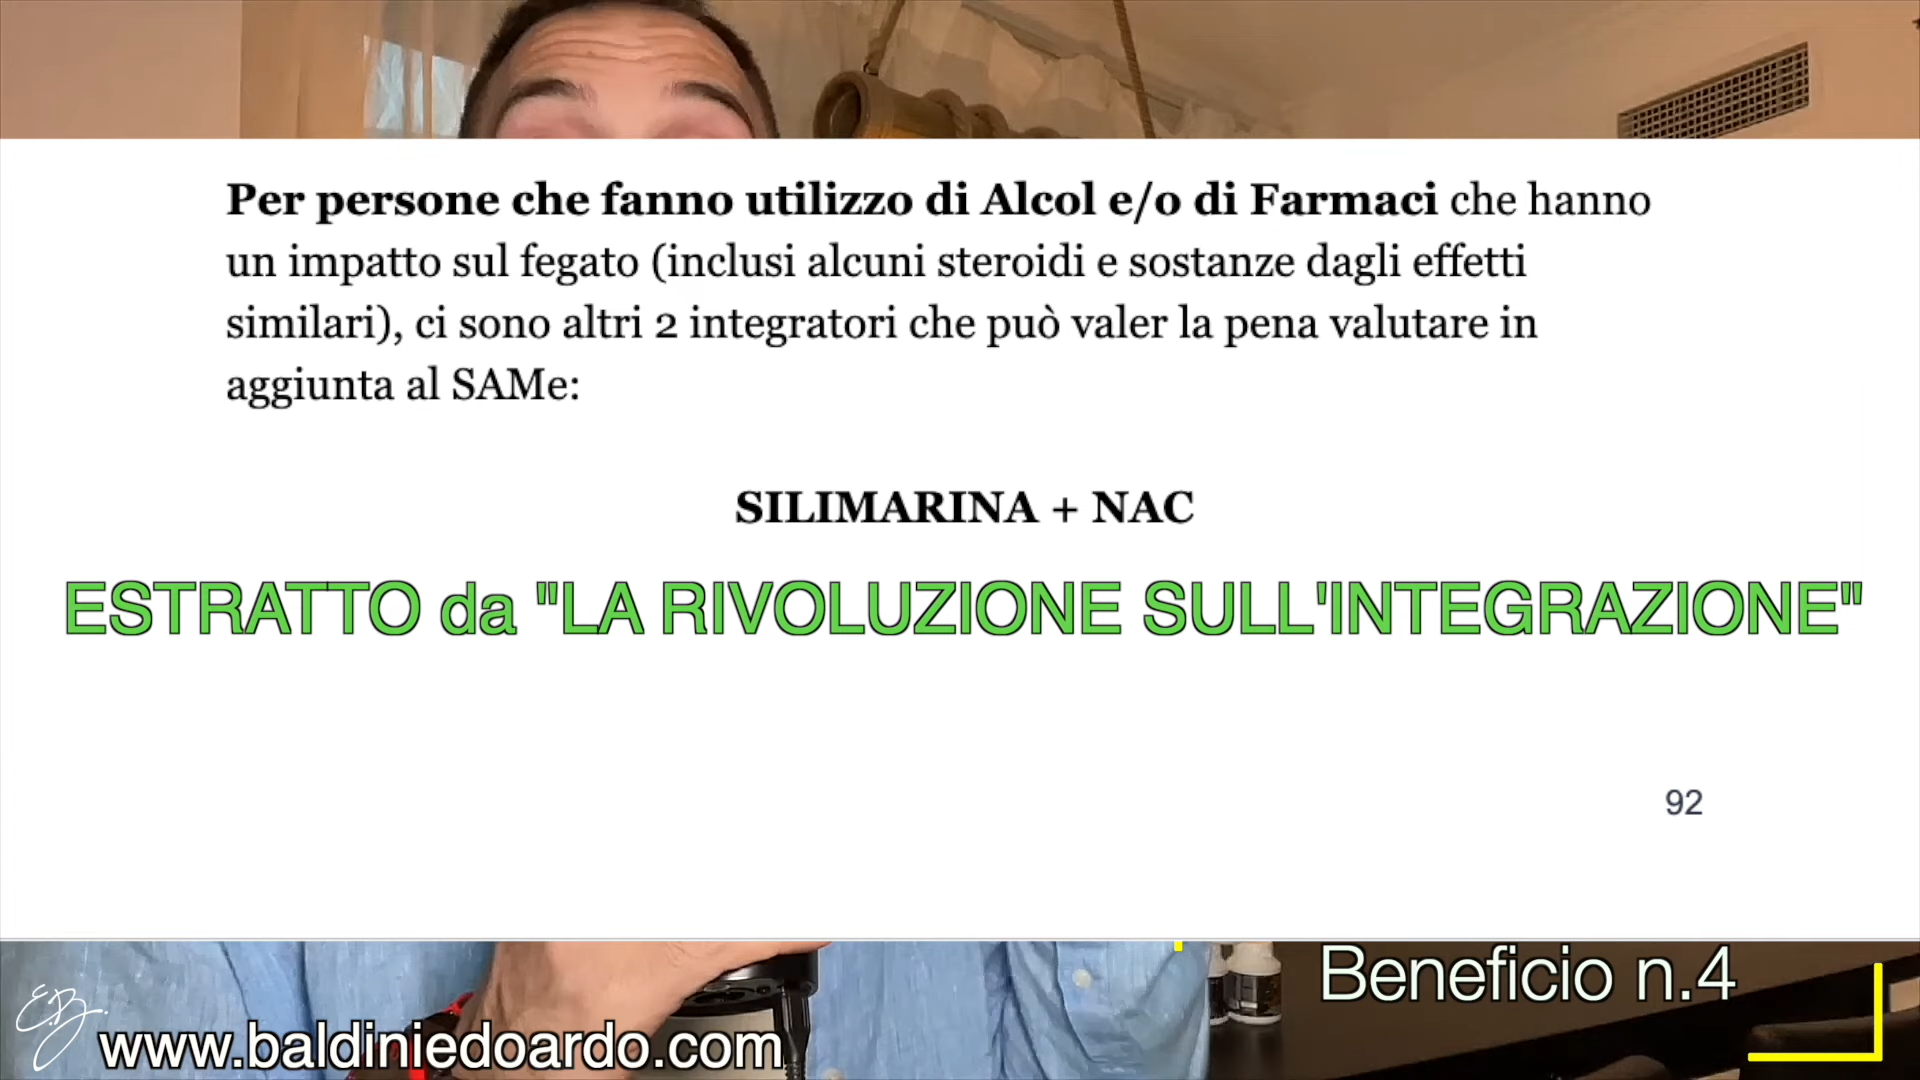 Per persone che fanno utilizzo di Alcol e/o di Farmaci che hanno
un impatto sul fegato (inclusi alcuni steroidi e sostanze dagli effetti
similari), ci sono altri 2 integratori che può valer la pena valutare in
aggiunta al SAMe:
SILIMARINA + NAC
ESTRATTO da "LA RIVOLUZIONE SULL'INTEGRAZIONE"
92
Beneficio n.4
E.B.
www.baldiniedoardo.com